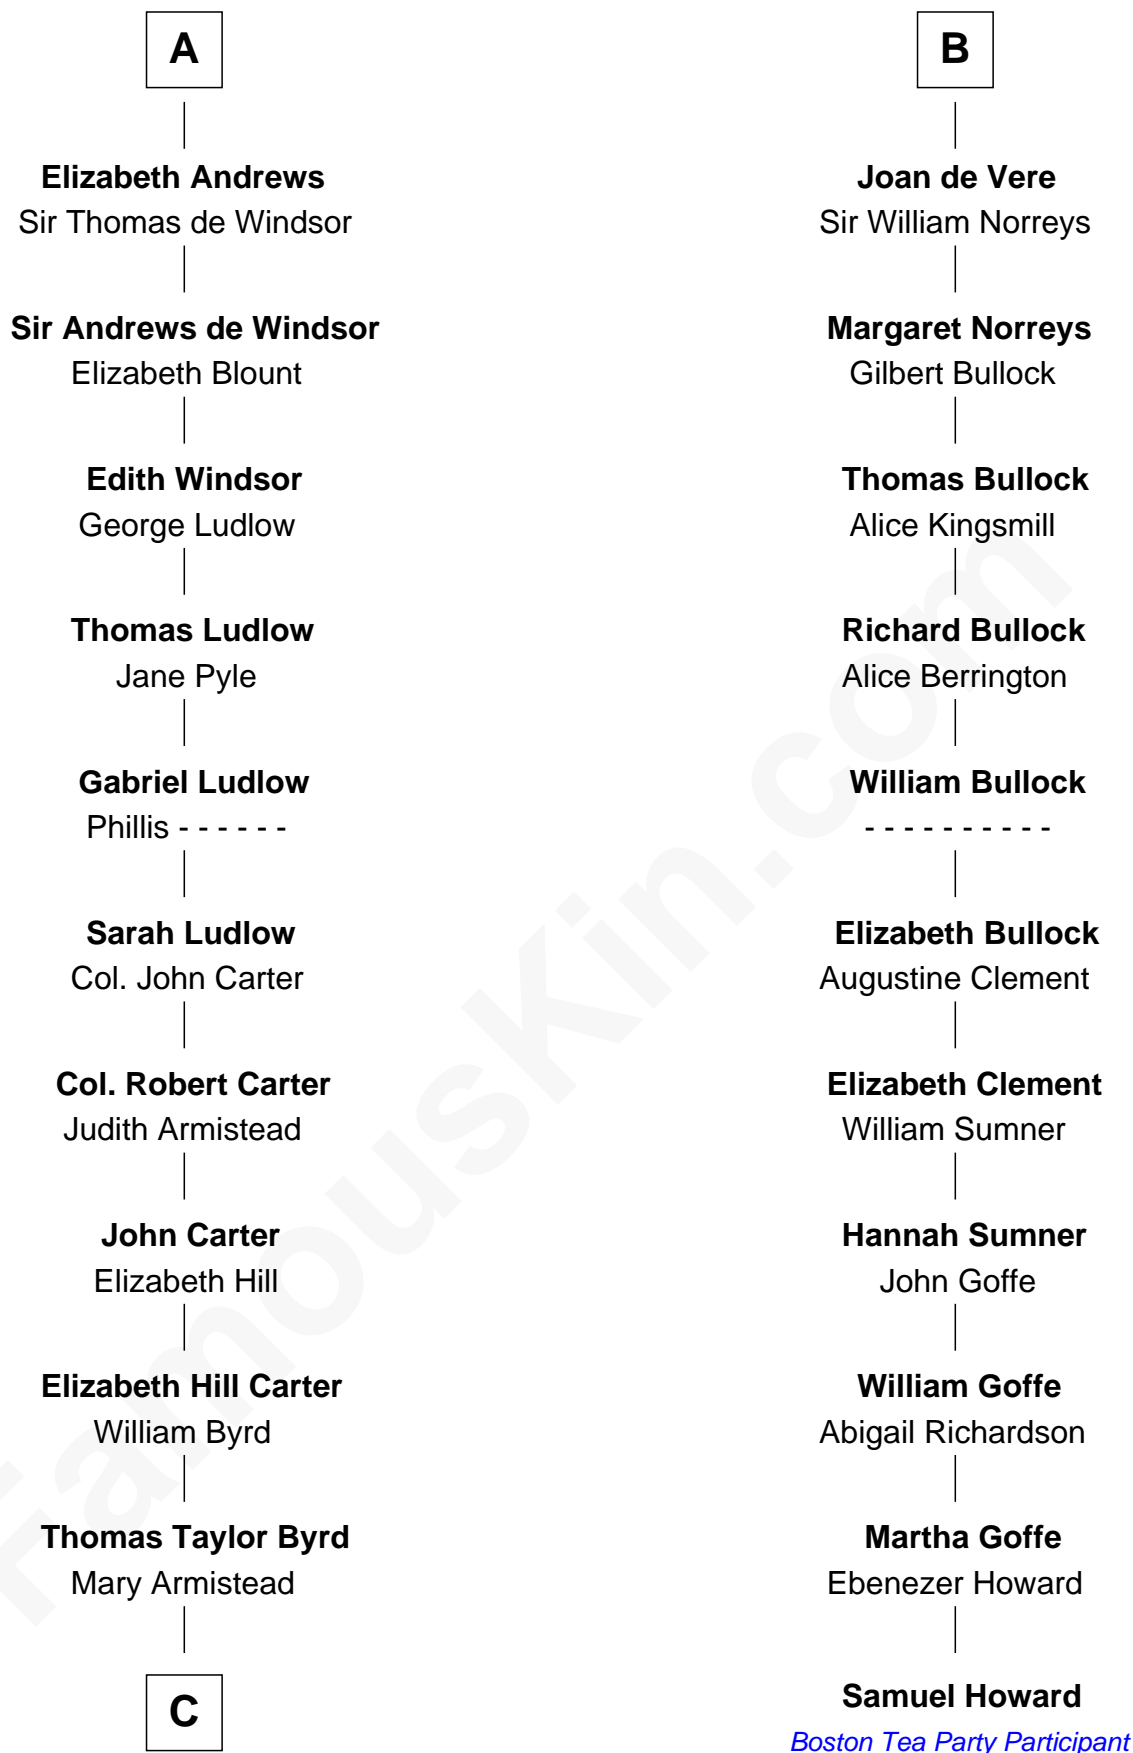 A
Elizabeth Andrews
Sir Thomas de Windsor
Sir Andrews de Windsor
Elizabeth Blount
Edith Windsor
George Ludlow
Thomas Ludlow
Jane Pyle
Gabriel Ludlow
Phillis - - - - - -
Sarah Ludlow
Col. John Carter
Col. Robert Carter
Judith Armistead
John Carter
Elizabeth Hill
Elizabeth Hill Carter
William Byrd
Thomas Taylor Byrd
Mary Armistead
C
B
Joan de Vere
Sir William Norreys
Margaret Norreys
Gilbert Bullock
Thomas Bullock
Alice Kingsmill
Richard Bullock
Alice Berrington
William Bullock
- - - - - - - - - -
Elizabeth Bullock
Augustine Clement
Elizabeth Clement
William Sumner
Hannah Sumner
John Goffe
William Goffe
Abigail Richardson
Martha Goffe
Ebenezer Howard
Samuel Howard
Boston Tea Party Participant
FamousKin.com